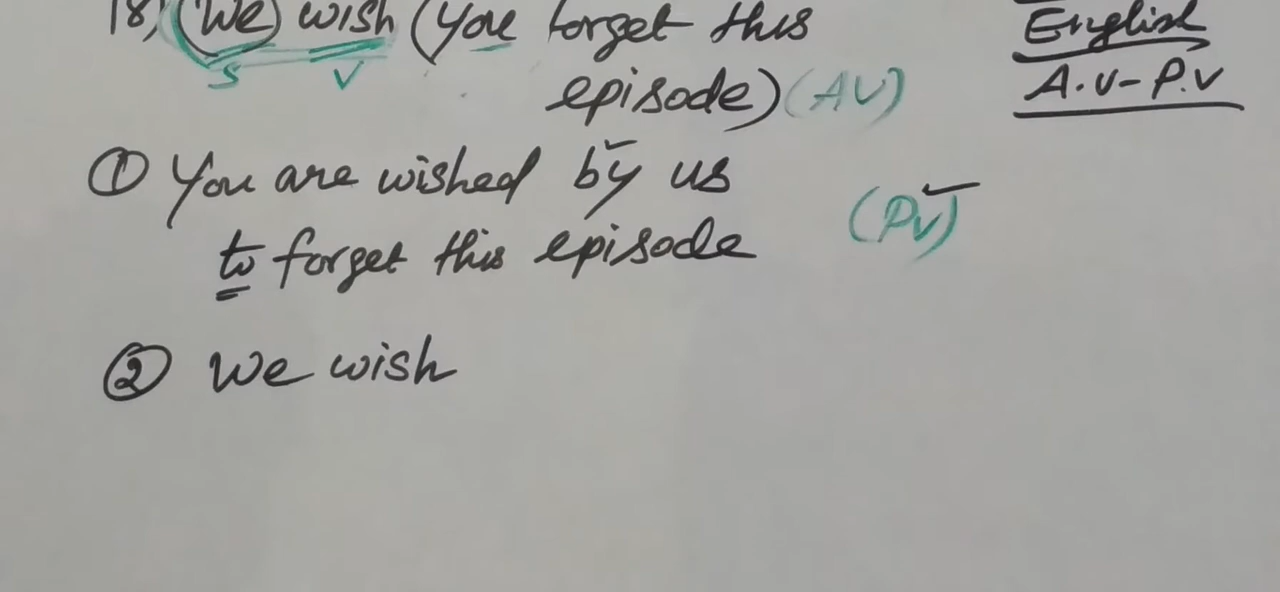 18) (We) wish (you forget this
episode) (AV)
S V
English
A.V-P.V
① You are wished by us
to forget this episode
(PV)
② We wish